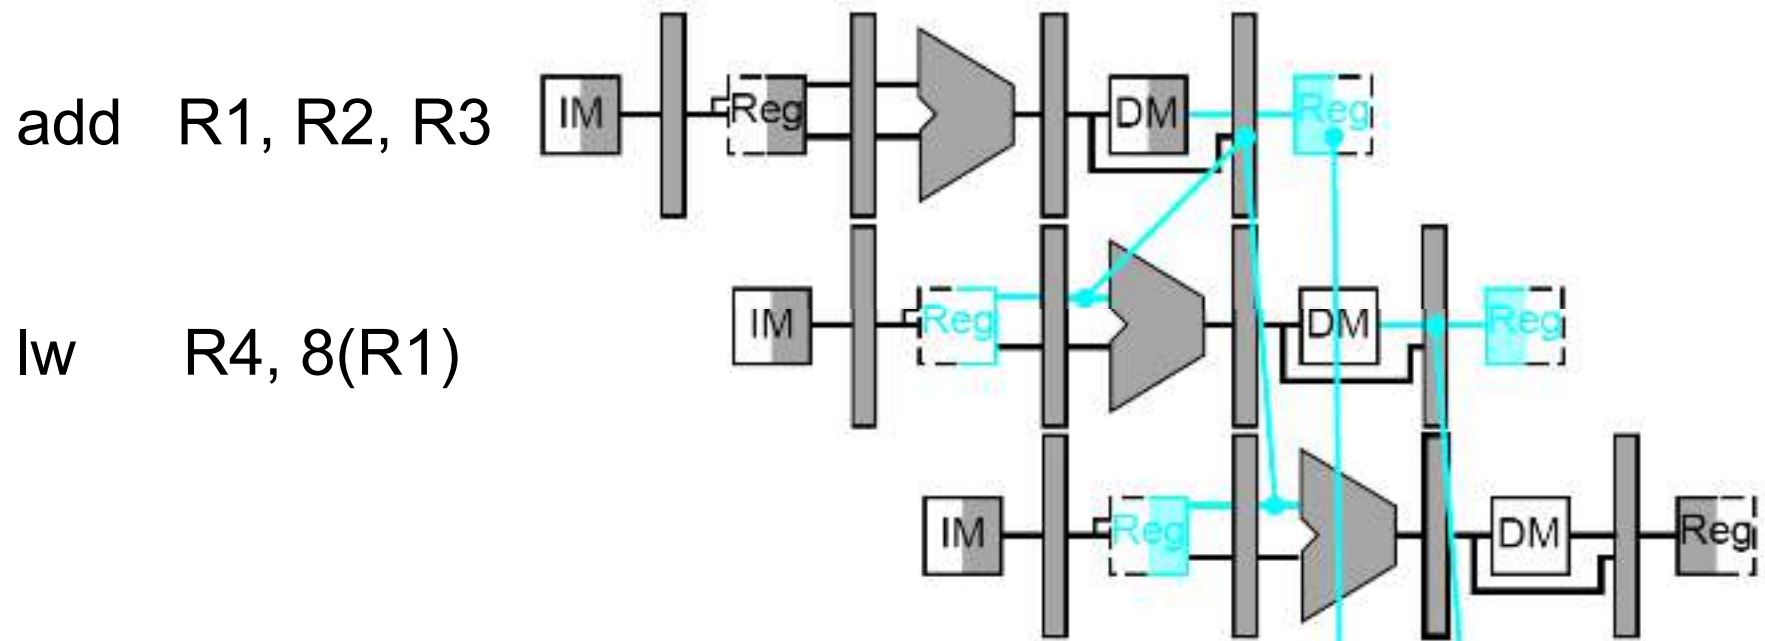 add R1, R2, R3 IM Reg DM Reg
lw R4, 8(R1) IM Reg DM Reg
IM Reg DM Reg